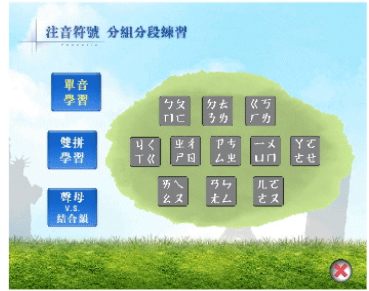 注音符號 分組分段練習
Phonetic
單音
學習
雙拼
學習
聲母
V.S.
結合韻
ㄅㄆ
ㄇㄈ
ㄉㄊ
ㄋㄌ
ㄍㄎ
ㄏㄌ
ㄐㄑ
ㄒㄍ
ㄓㄔ
ㄕㄖ
ㄗㄘ
ㄙㄓ
ㄧㄨ
ㄩㄇ
ㄚㄛ
ㄜㄝ
ㄞㄟ
ㄠㄡ
ㄢㄣ
ㄤㄥ
ㄦㄛ
ㄜㄡ